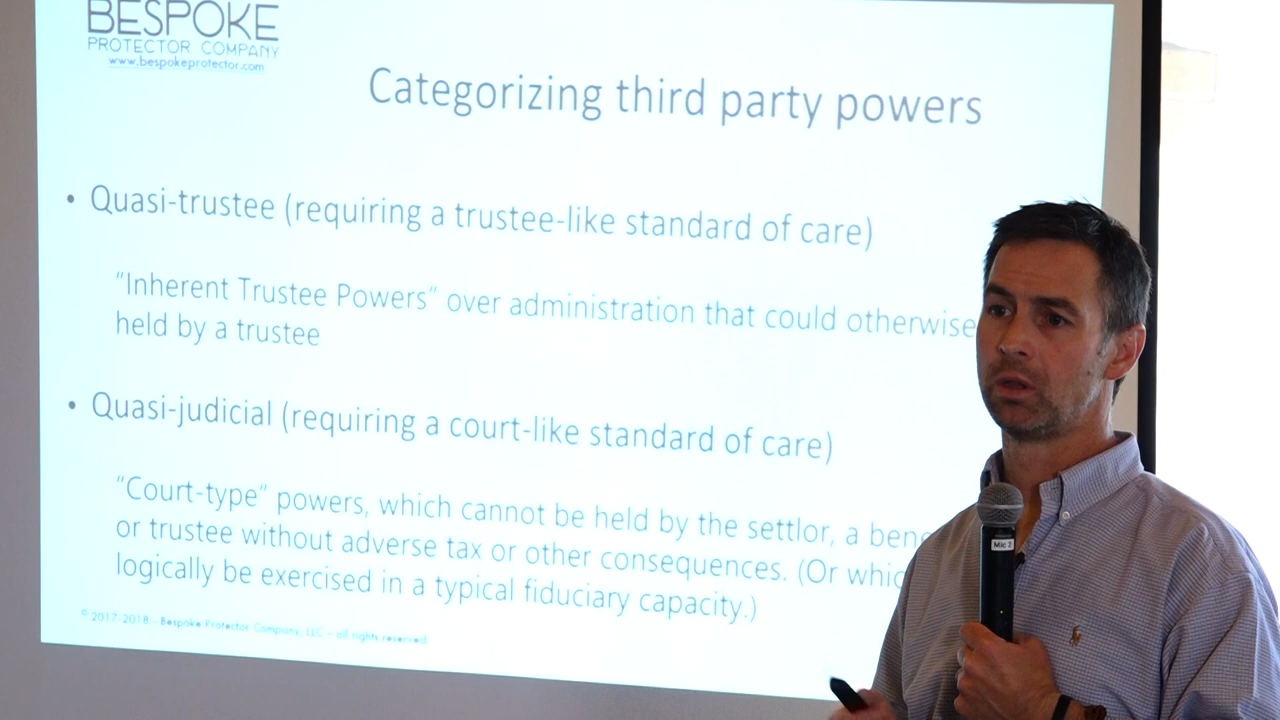 BESPOKE
PROTECTOR COMPANY
www.bespokeprotector.com
Categorizing third party powers
• Quasi-trustee (requiring a trustee-like standard of care)
“Inherent Trustee Powers” over administration that could otherwise
held by a trustee
• Quasi-judicial (requiring a court-like standard of care)
“Court-type” powers, which cannot be held by the settlor, a bene
or trustee without adverse tax or other consequences. (Or whic
logically be exercised in a typical fiduciary capacity.)
© 2017-2018 - Bespoke Protector Company, LLC – all rights reserved
Mic 2